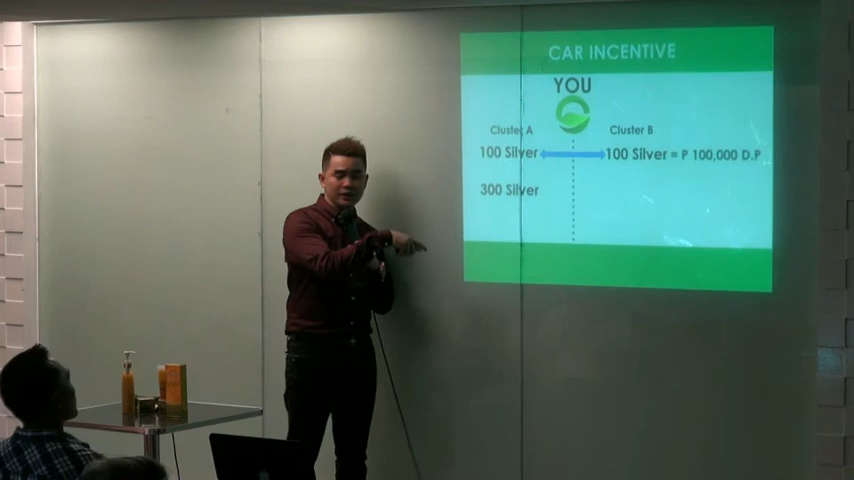 CAR INCENTIVE
YOU
Cluster A Cluster B
100 Silver 100 Silver = P 100,000 D.P
300 Silver